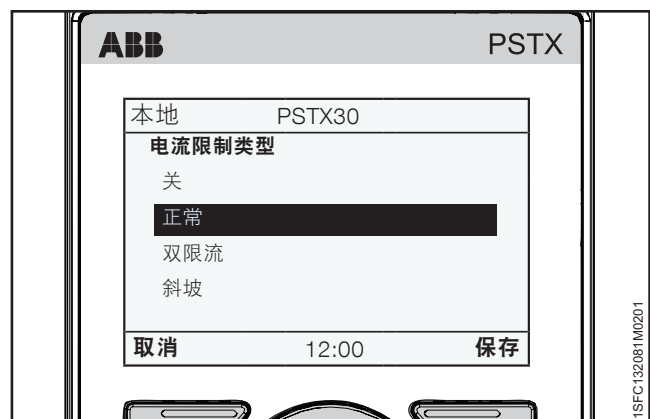 ABB PSTX
本地 PSTX30
电流限制类型
关
正常
双限流
斜坡
取消 12:00 保存
1SFC132081M0201